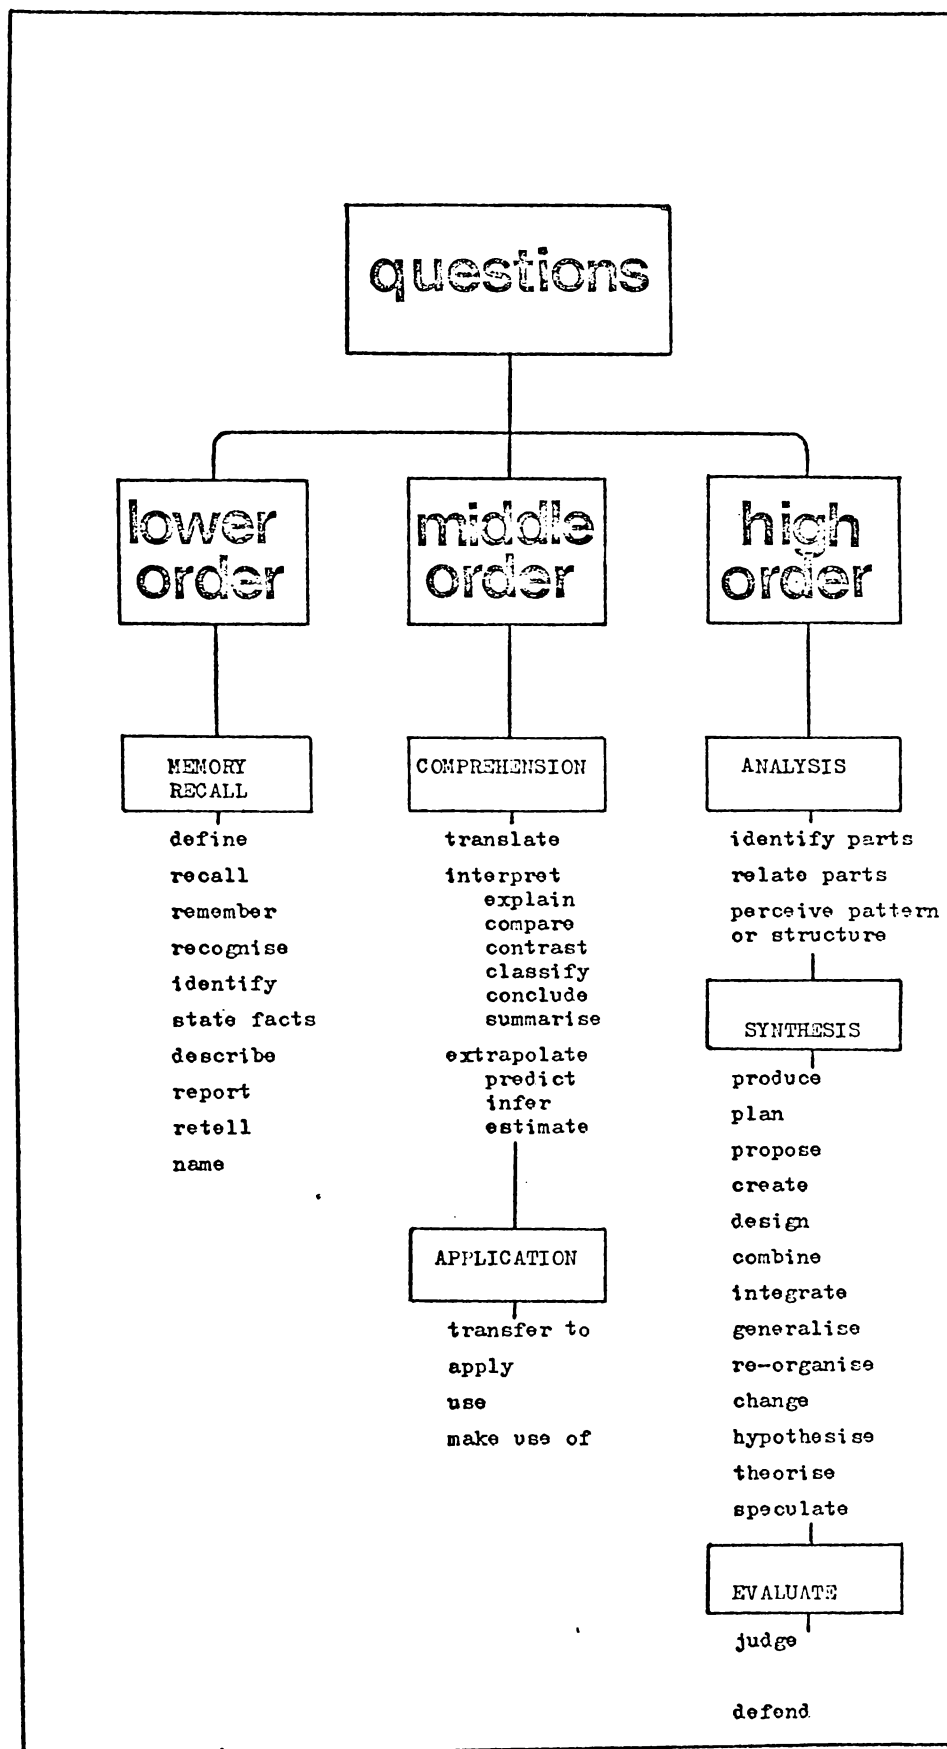 questions
lower
order
middle
order
high
order
MEMORY
RECALL
define
recall
remember
recognise
identify
state facts
describe
report
retell
name
COMPREHENSION
translate
interpret
explain
compare
contrast
classify
conclude
summarise
extrapolate
predict
infer
estimate
APPLICATION
transfer to
apply
use
make use of
ANALYSIS
identify parts
relate parts
perceive pattern
or structure
SYNTHESIS
produce
plan
propose
create
design
combine
integrate
generalise
re-organise
change
hypothesise
theorise
speculate
EVALUATE
judge
defend